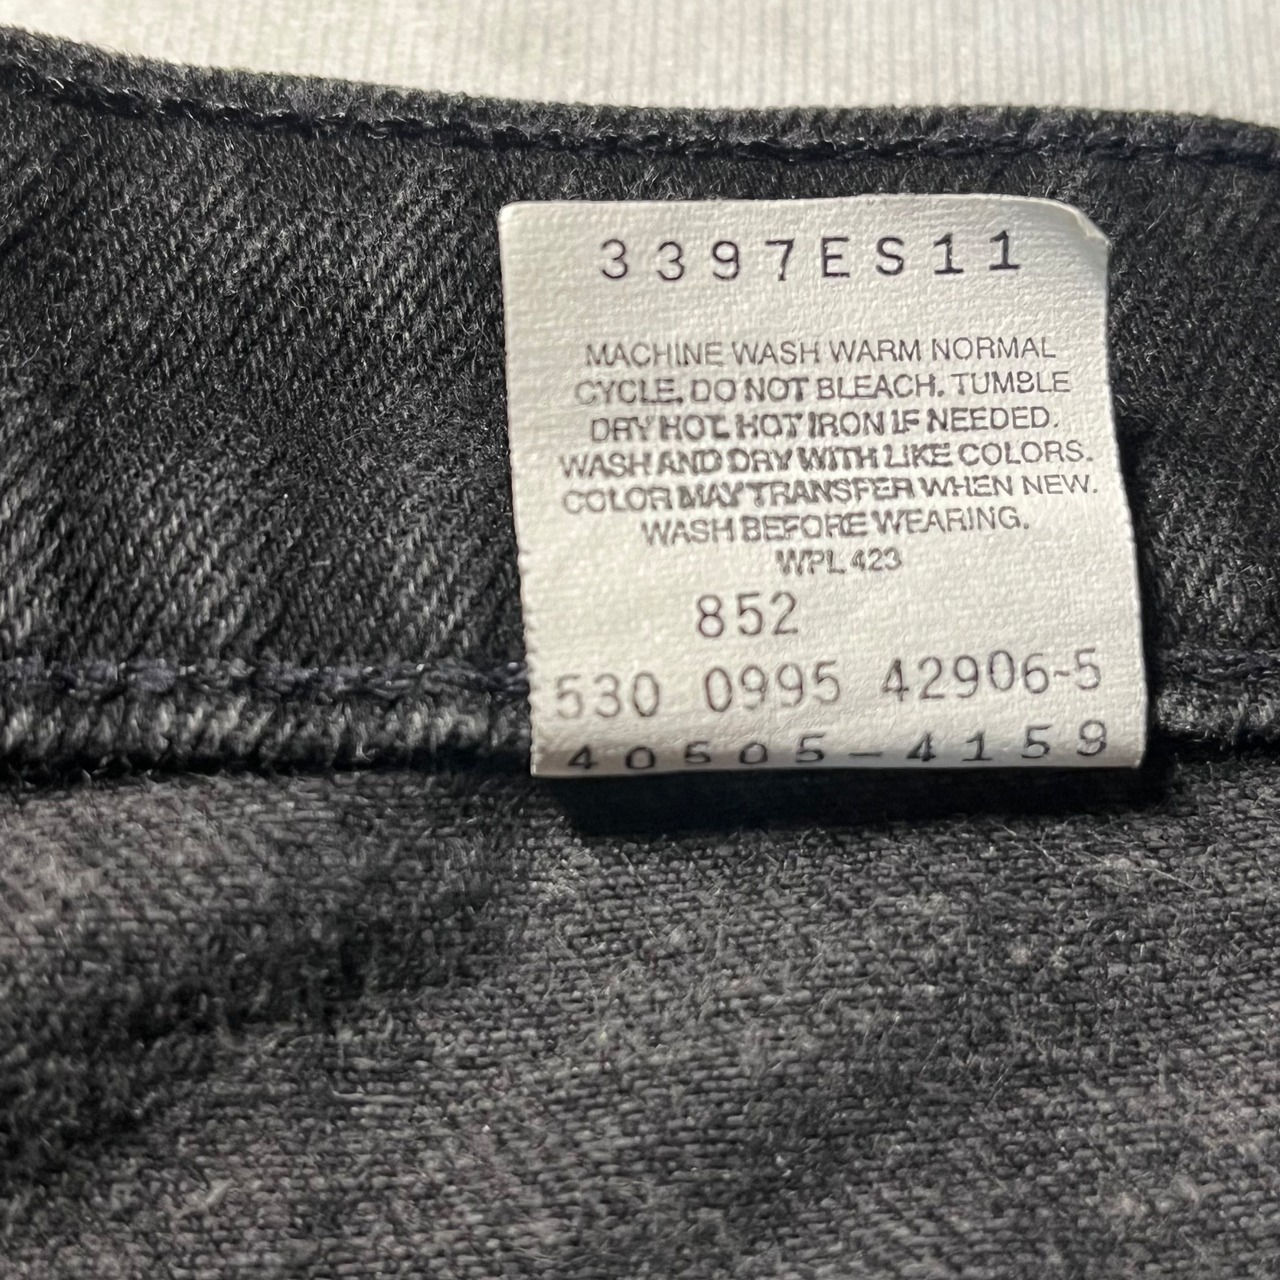 3397ES11
MACHINE WASH WARM NORMAL
CYCLE. DO NOT BLEACH. TUMBLE
DRY HOT. HOT IRON IF NEEDED.
WASH AND DRY WITH LIKE COLORS.
COLOR MAY TRANSFER WHEN NEW.
WASH BEFORE WEARING.
WPL 423
852
530 0995 42906-5
40505-4159